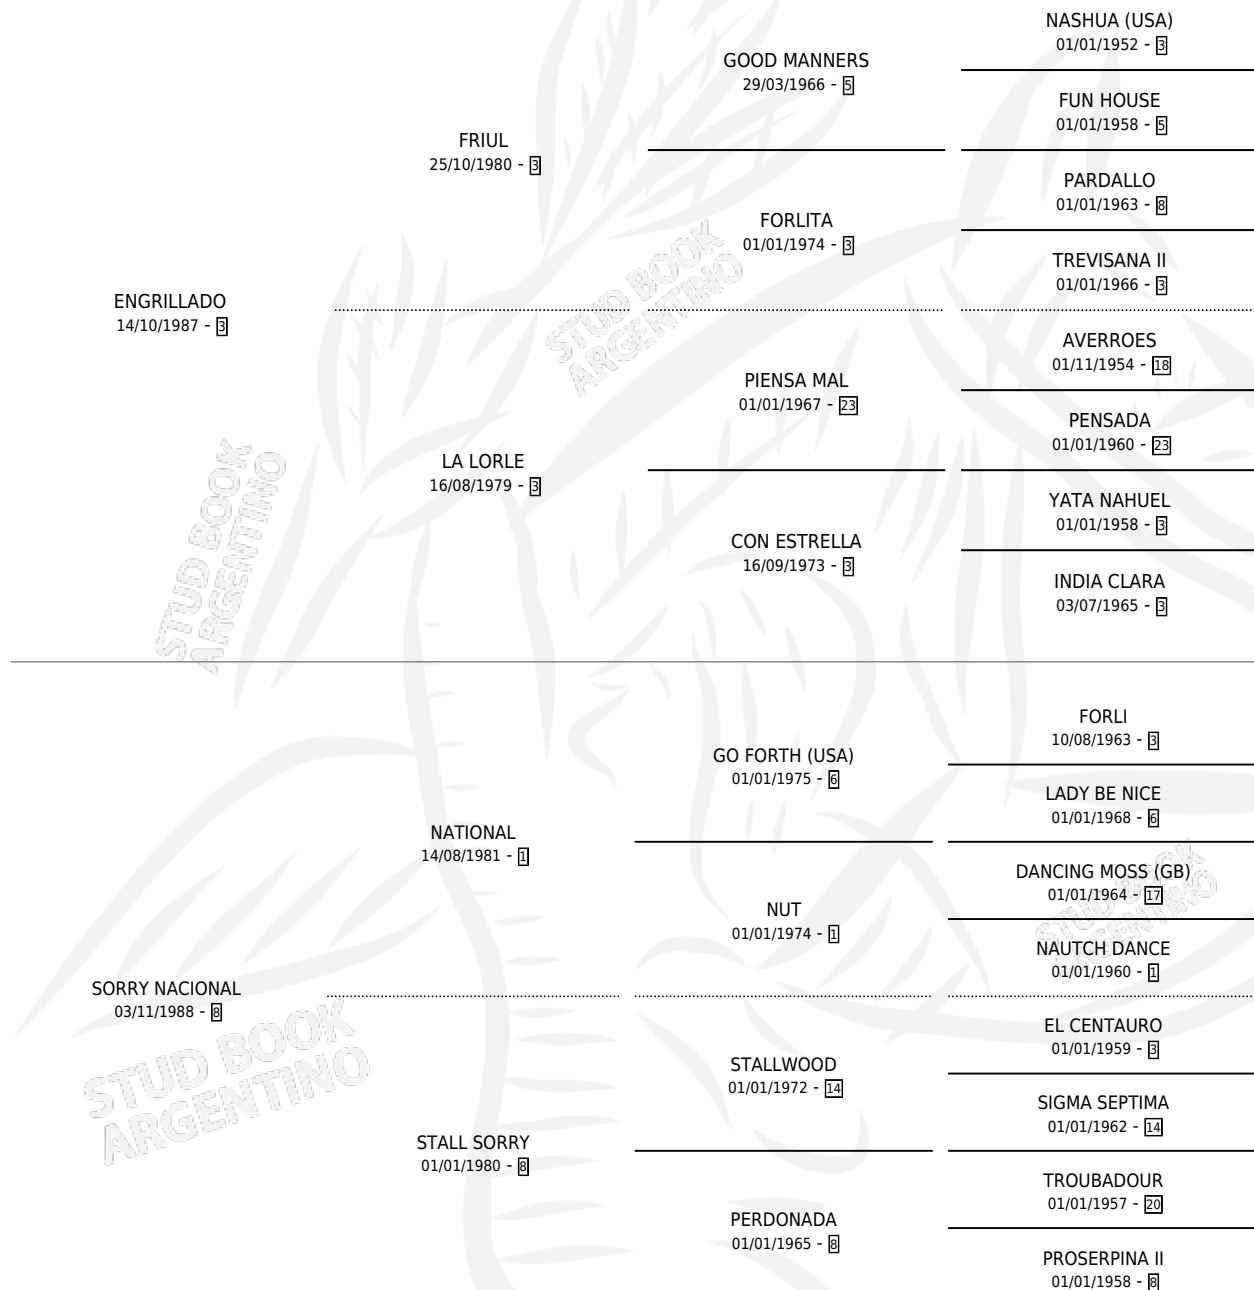 NASHUA (USA)
01/01/1952 - 3
GOOD MANNERS
29/03/1966 - 5
FUN HOUSE
01/01/1958 - 5
FRIUL
25/10/1980 - 3
PARDALLO
01/01/1963 - 8
FORLITA
01/01/1974 - 3
TREVISANA II
01/01/1966 - 3
ENGRILLADO
14/10/1987 - 3
AVERROES
01/11/1954 - 18
PIENSA MAL
01/01/1967 - 23
PENSADA
01/01/1960 - 23
LA LORLE
16/08/1979 - 3
YATA NAHUEL
01/01/1958 - 3
CON ESTRELLA
16/09/1973 - 3
INDIA CLARA
03/07/1965 - 3
FORLI
10/08/1963 - 3
GO FORTH (USA)
01/01/1975 - 6
LADY BE NICE
01/01/1968 - 6
NATIONAL
14/08/1981 - 1
DANCING MOSS (GB)
01/01/1964 - 17
NUT
01/01/1974 - 1
NAUTCH DANCE
01/01/1960 - 1
SORRY NACIONAL
03/11/1988 - 8
EL CENTAURO
01/01/1959 - 3
STALLWOOD
01/01/1972 - 14
SIGMA SEPTIMA
01/01/1962 - 14
STALL SORRY
01/01/1980 - 8
TROUBADOUR
01/01/1957 - 20
PERDONADA
01/01/1965 - 8
PROSERPINA II
01/01/1958 - 8
STUD BOOK
ARGENTINO
STUD BOOK
ARGENTINO
STUD BOOK
ARGENTINO
STUD BOOK
ARGENTINO